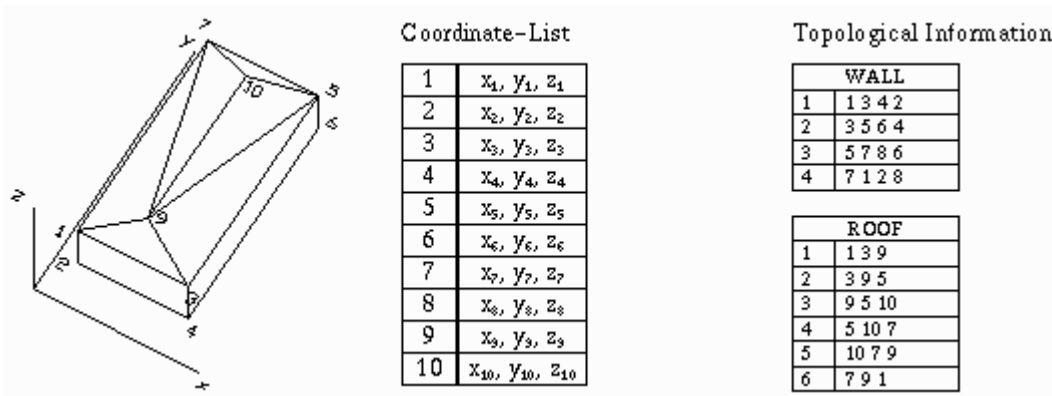 7
y
10
5
6
z
1
9
2
3
4
x
Coordinate-List
1 x₁, y₁, z₁
2 x₂, y₂, z₂
3 x₃, y₃, z₃
4 x₄, y₄, z₄
5 x₅, y₅, z₅
6 x₆, y₆, z₆
7 x₇, y₇, z₇
8 x₈, y₈, z₈
9 x₉, y₉, z₉
10 x₁₀, y₁₀, z₁₀
Topological Information
WALL
1 1 3 4 2
2 3 5 6 4
3 5 7 8 6
4 7 1 2 8
ROOF
1 1 3 9
2 3 9 5
3 9 5 10
4 5 10 7
5 10 7 9
6 7 9 1